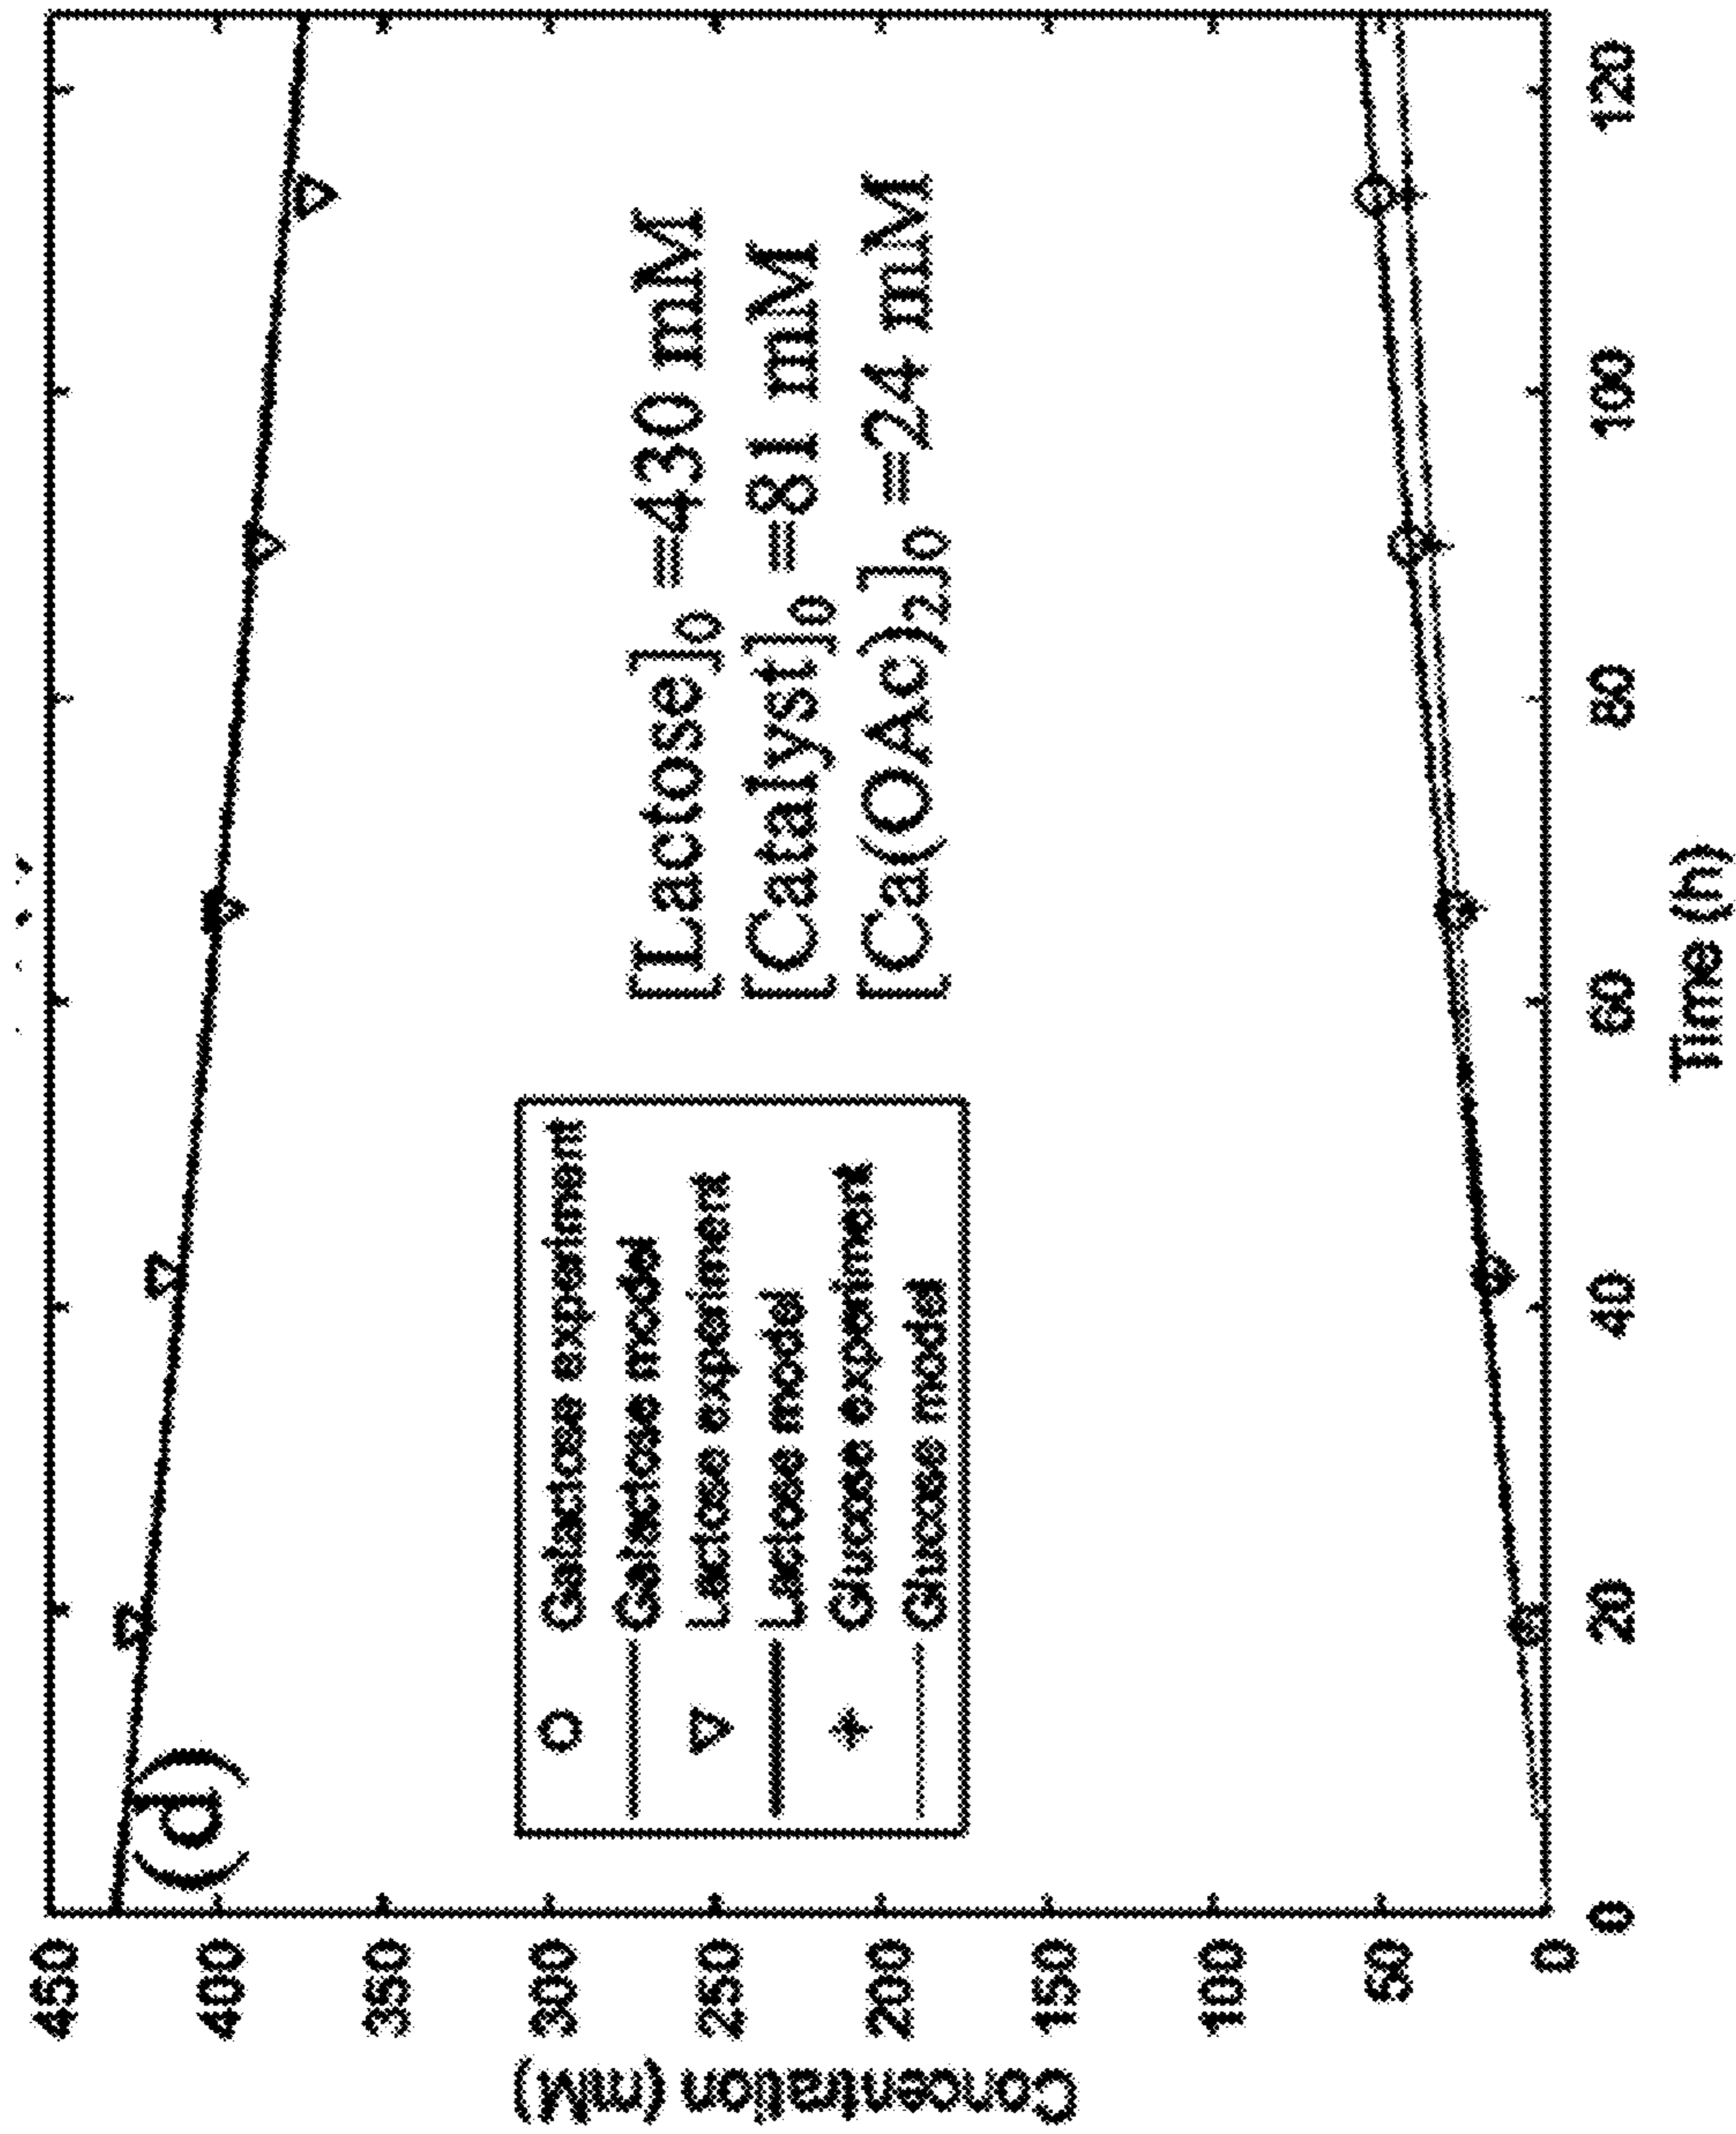 (d)
Concentration (mM)
450
400
350
300
250
200
150
100
50
0
Galactose experiment
Galactose model
Lactose experiment
Lactose model
Glucose experiment
Glucose model
[Lactose]₀ =430 mM
[Catalyst]₀ =81 mM
[Ca(OAc)₂]₀ =24 mM
0 20 40 60 80 100 120
Time (h)